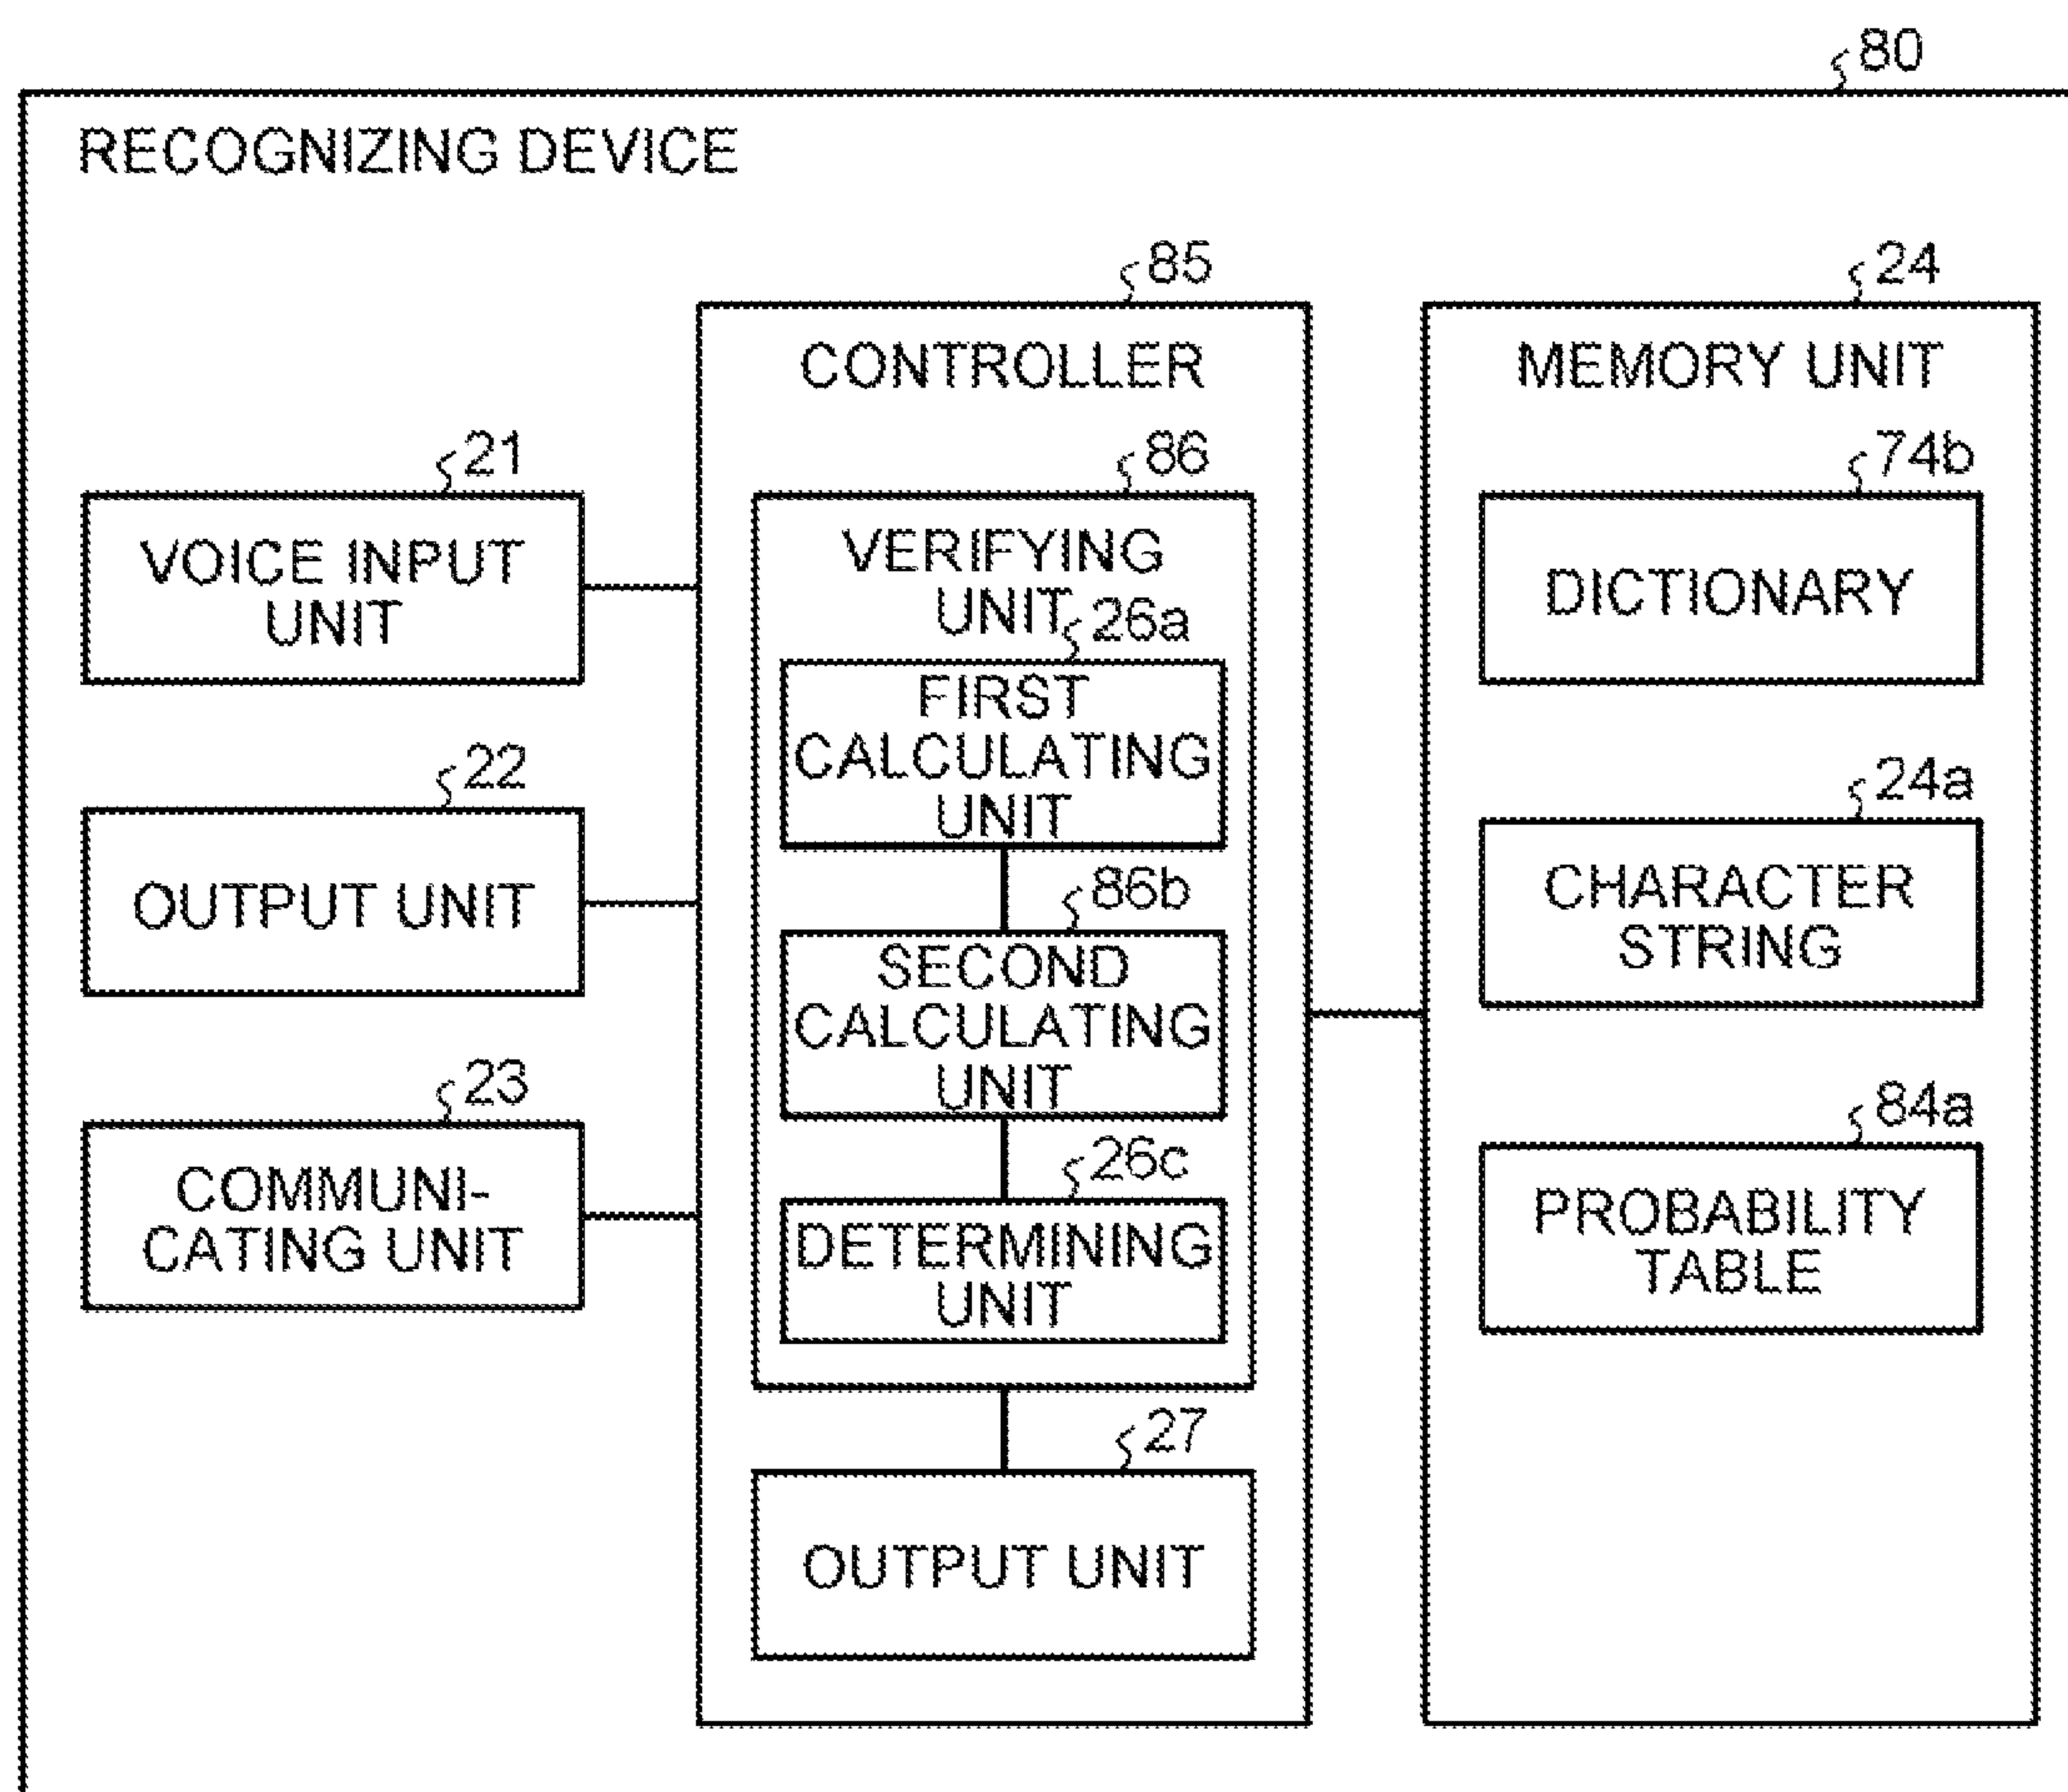 80
RECOGNIZING DEVICE
21
VOICE INPUT
UNIT
22
OUTPUT UNIT
23
COMMUNI-
CATING UNIT
85
CONTROLLER
86
VERIFYING
UNIT
26a
FIRST
CALCULATING
UNIT
86b
SECOND
CALCULATING
UNIT
26c
DETERMINING
UNIT
27
OUTPUT UNIT
24
MEMORY UNIT
74b
DICTIONARY
24a
CHARACTER
STRING
84a
PROBABILITY
TABLE